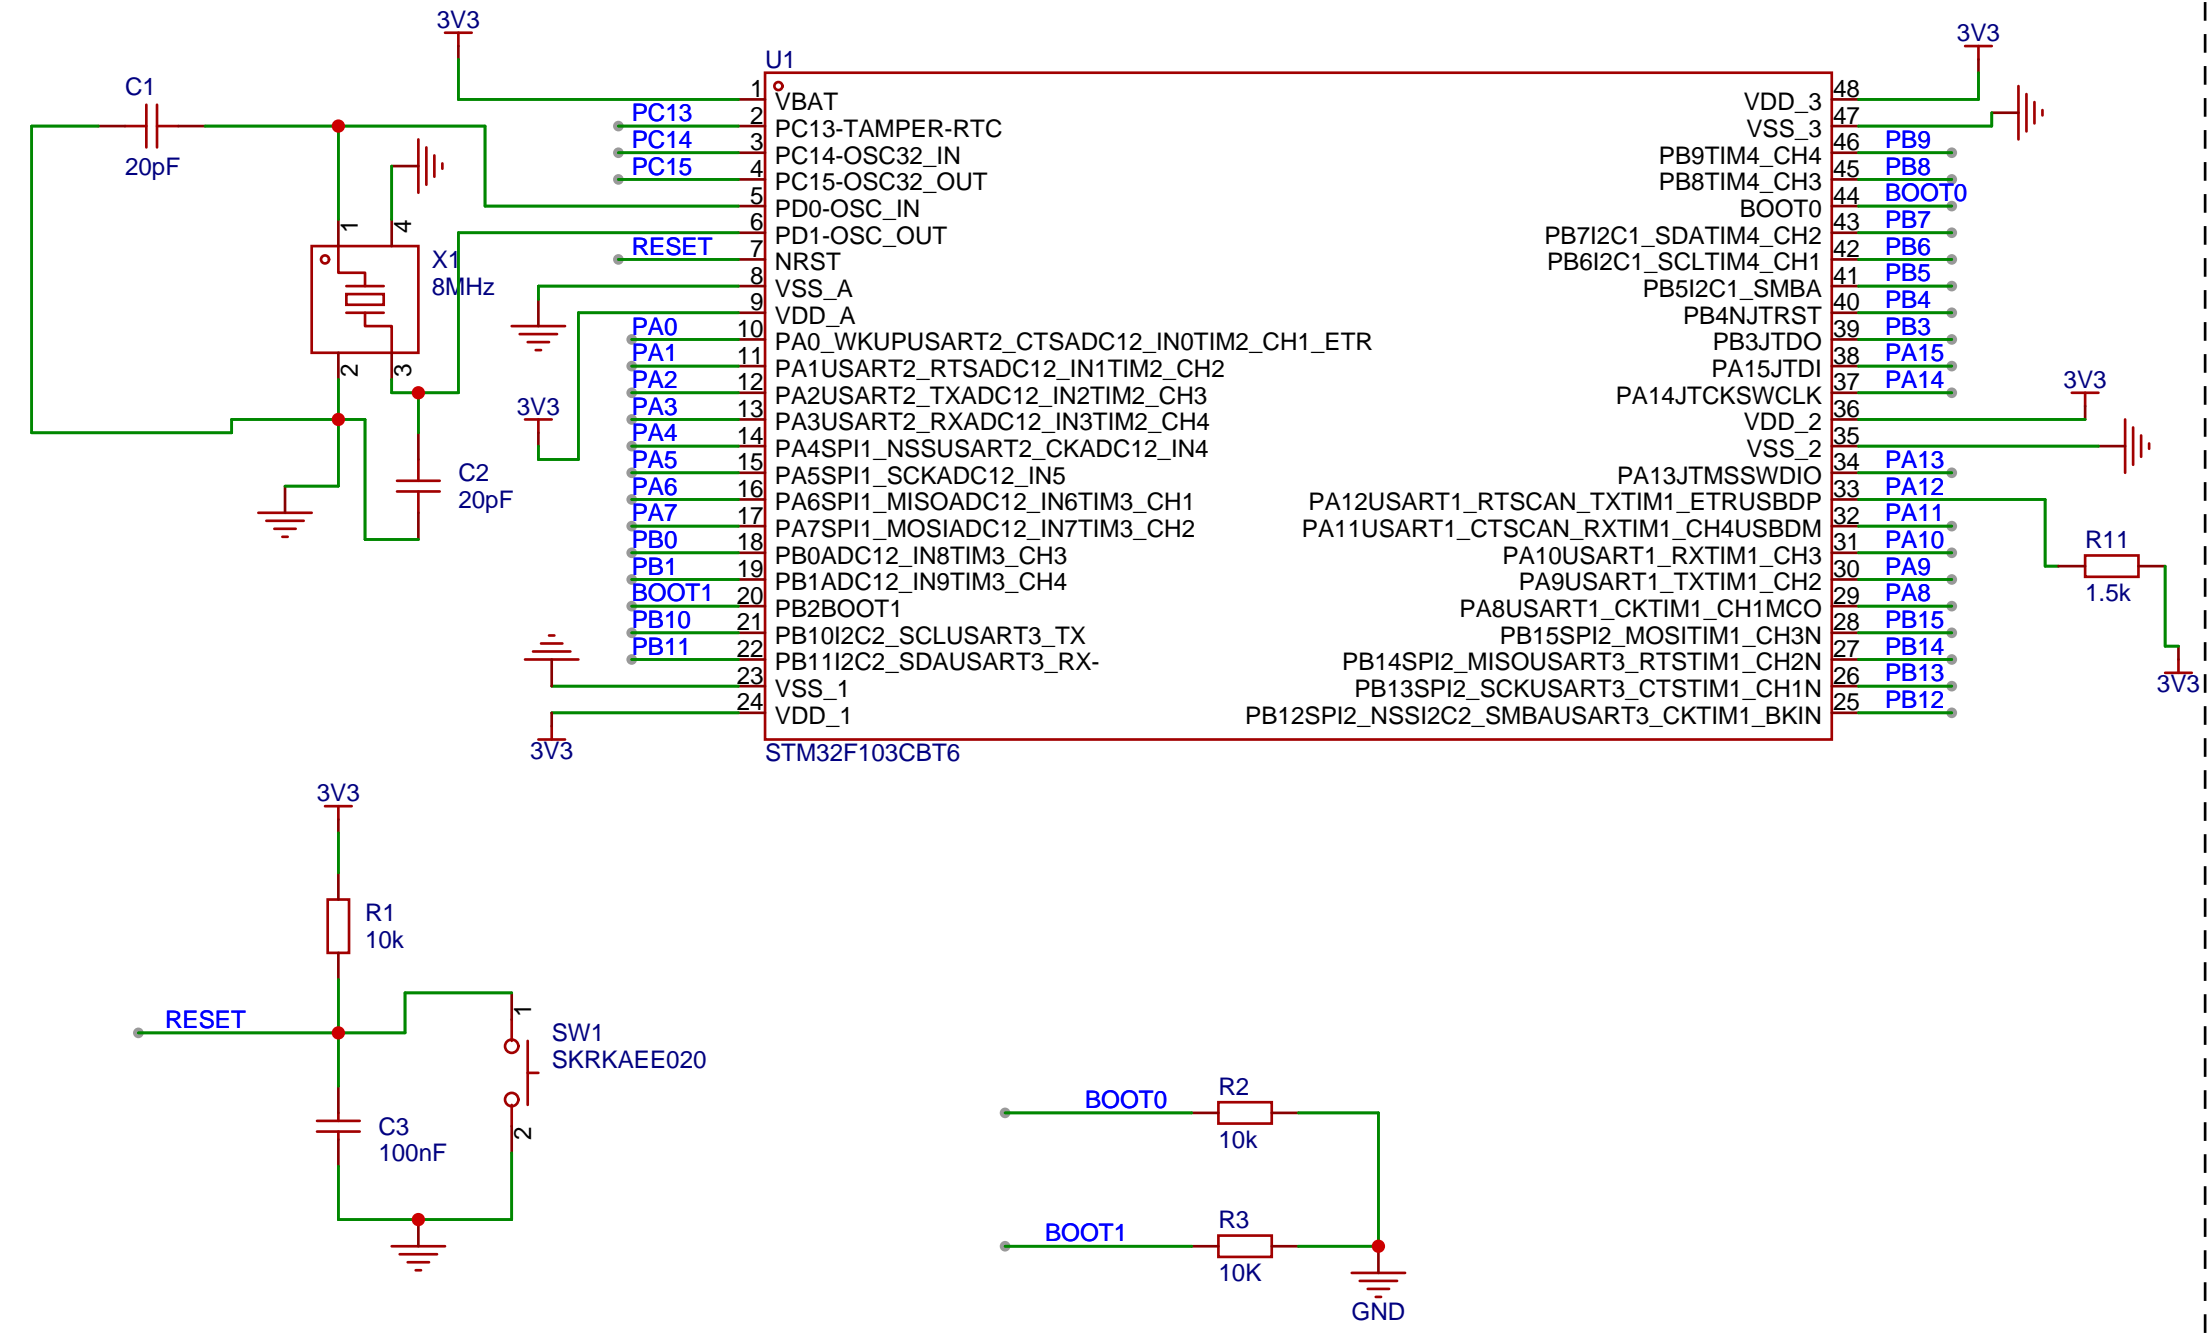 3V3
C1
20pF
1
4
X1
8MHz
2
3
C2
20pF
3V3
U1
1 VBAT
PC13 2 PC13-TAMPER-RTC
PC14 3 PC14-OSC32_IN
PC15 4 PC15-OSC32_OUT
5 PD0-OSC_IN
6 PD1-OSC_OUT
RESET 7 NRST
8 VSS_A
9 VDD_A
PA0 10 PA0_WKUPUSART2_CTSADC12_IN0TIM2_CH1_ETR
PA1 11 PA1USART2_RTSADC12_IN1TIM2_CH2
PA2 12 PA2USART2_TXADC12_IN2TIM2_CH3
PA3 13 PA3USART2_RXADC12_IN3TIM2_CH4
PA4 14 PA4SPI1_NSSUSART2_CKADC12_IN4
PA5 15 PA5SPI1_SCKADC12_IN5
PA6 16 PA6SPI1_MISOADC12_IN6TIM3_CH1
PA7 17 PA7SPI1_MOSIADC12_IN7TIM3_CH2
PB0 18 PB0ADC12_IN8TIM3_CH3
PB1 19 PB1ADC12_IN9TIM3_CH4
BOOT1 20 PB2BOOT1
PB10 21 PB10I2C2_SCLUSART3_TX
PB11 22 PB11I2C2_SDAUSART3_RX-
23 VSS_1
24 VDD_1
3V3
STM32F103CBT6
3V3
VDD_3 48
VSS_3 47
PB9TIM4_CH4 46 PB9
PB8TIM4_CH3 45 PB8
BOOT0 44 BOOT0
PB7I2C1_SDATIM4_CH2 43 PB7
PB6I2C1_SCLTIM4_CH1 42 PB6
PB5I2C1_SMBA 41 PB5
PB4NJTRST 40 PB4
PB3JTDO 39 PB3
PA15JTDI 38 PA15
PA14JTCKSWCLK 37 PA14
VDD_2 36
3V3
VSS_2 35
PA13JTMSSWDIO 34 PA13
PA12USART1_RTSCAN_TXTIM1_ETRUSBDP 33 PA12
PA11USART1_CTSCAN_RXTIM1_CH4USBDM 32 PA11
PA10USART1_RXTIM1_CH3 31 PA10
PA9USART1_TXTIM1_CH2 30 PA9
PA8USART1_CKTIM1_CH1MCO 29 PA8
PB15SPI2_MOSITIM1_CH3N 28 PB15
PB14SPI2_MISOUSART3_RTSTIM1_CH2N 27 PB14
PB13SPI2_SCKUSART3_CTSTIM1_CH1N 26 PB13
PB12SPI2_NSSI2C2_SMBAUSART3_CKTIM1_BKIN 25 PB12
R11
1.5k
3V3
3V3
R1
10k
RESET
1
SW1
SKRKAEE020
2
C3
100nF
BOOT0
R2
10k
BOOT1
R3
10K
GND